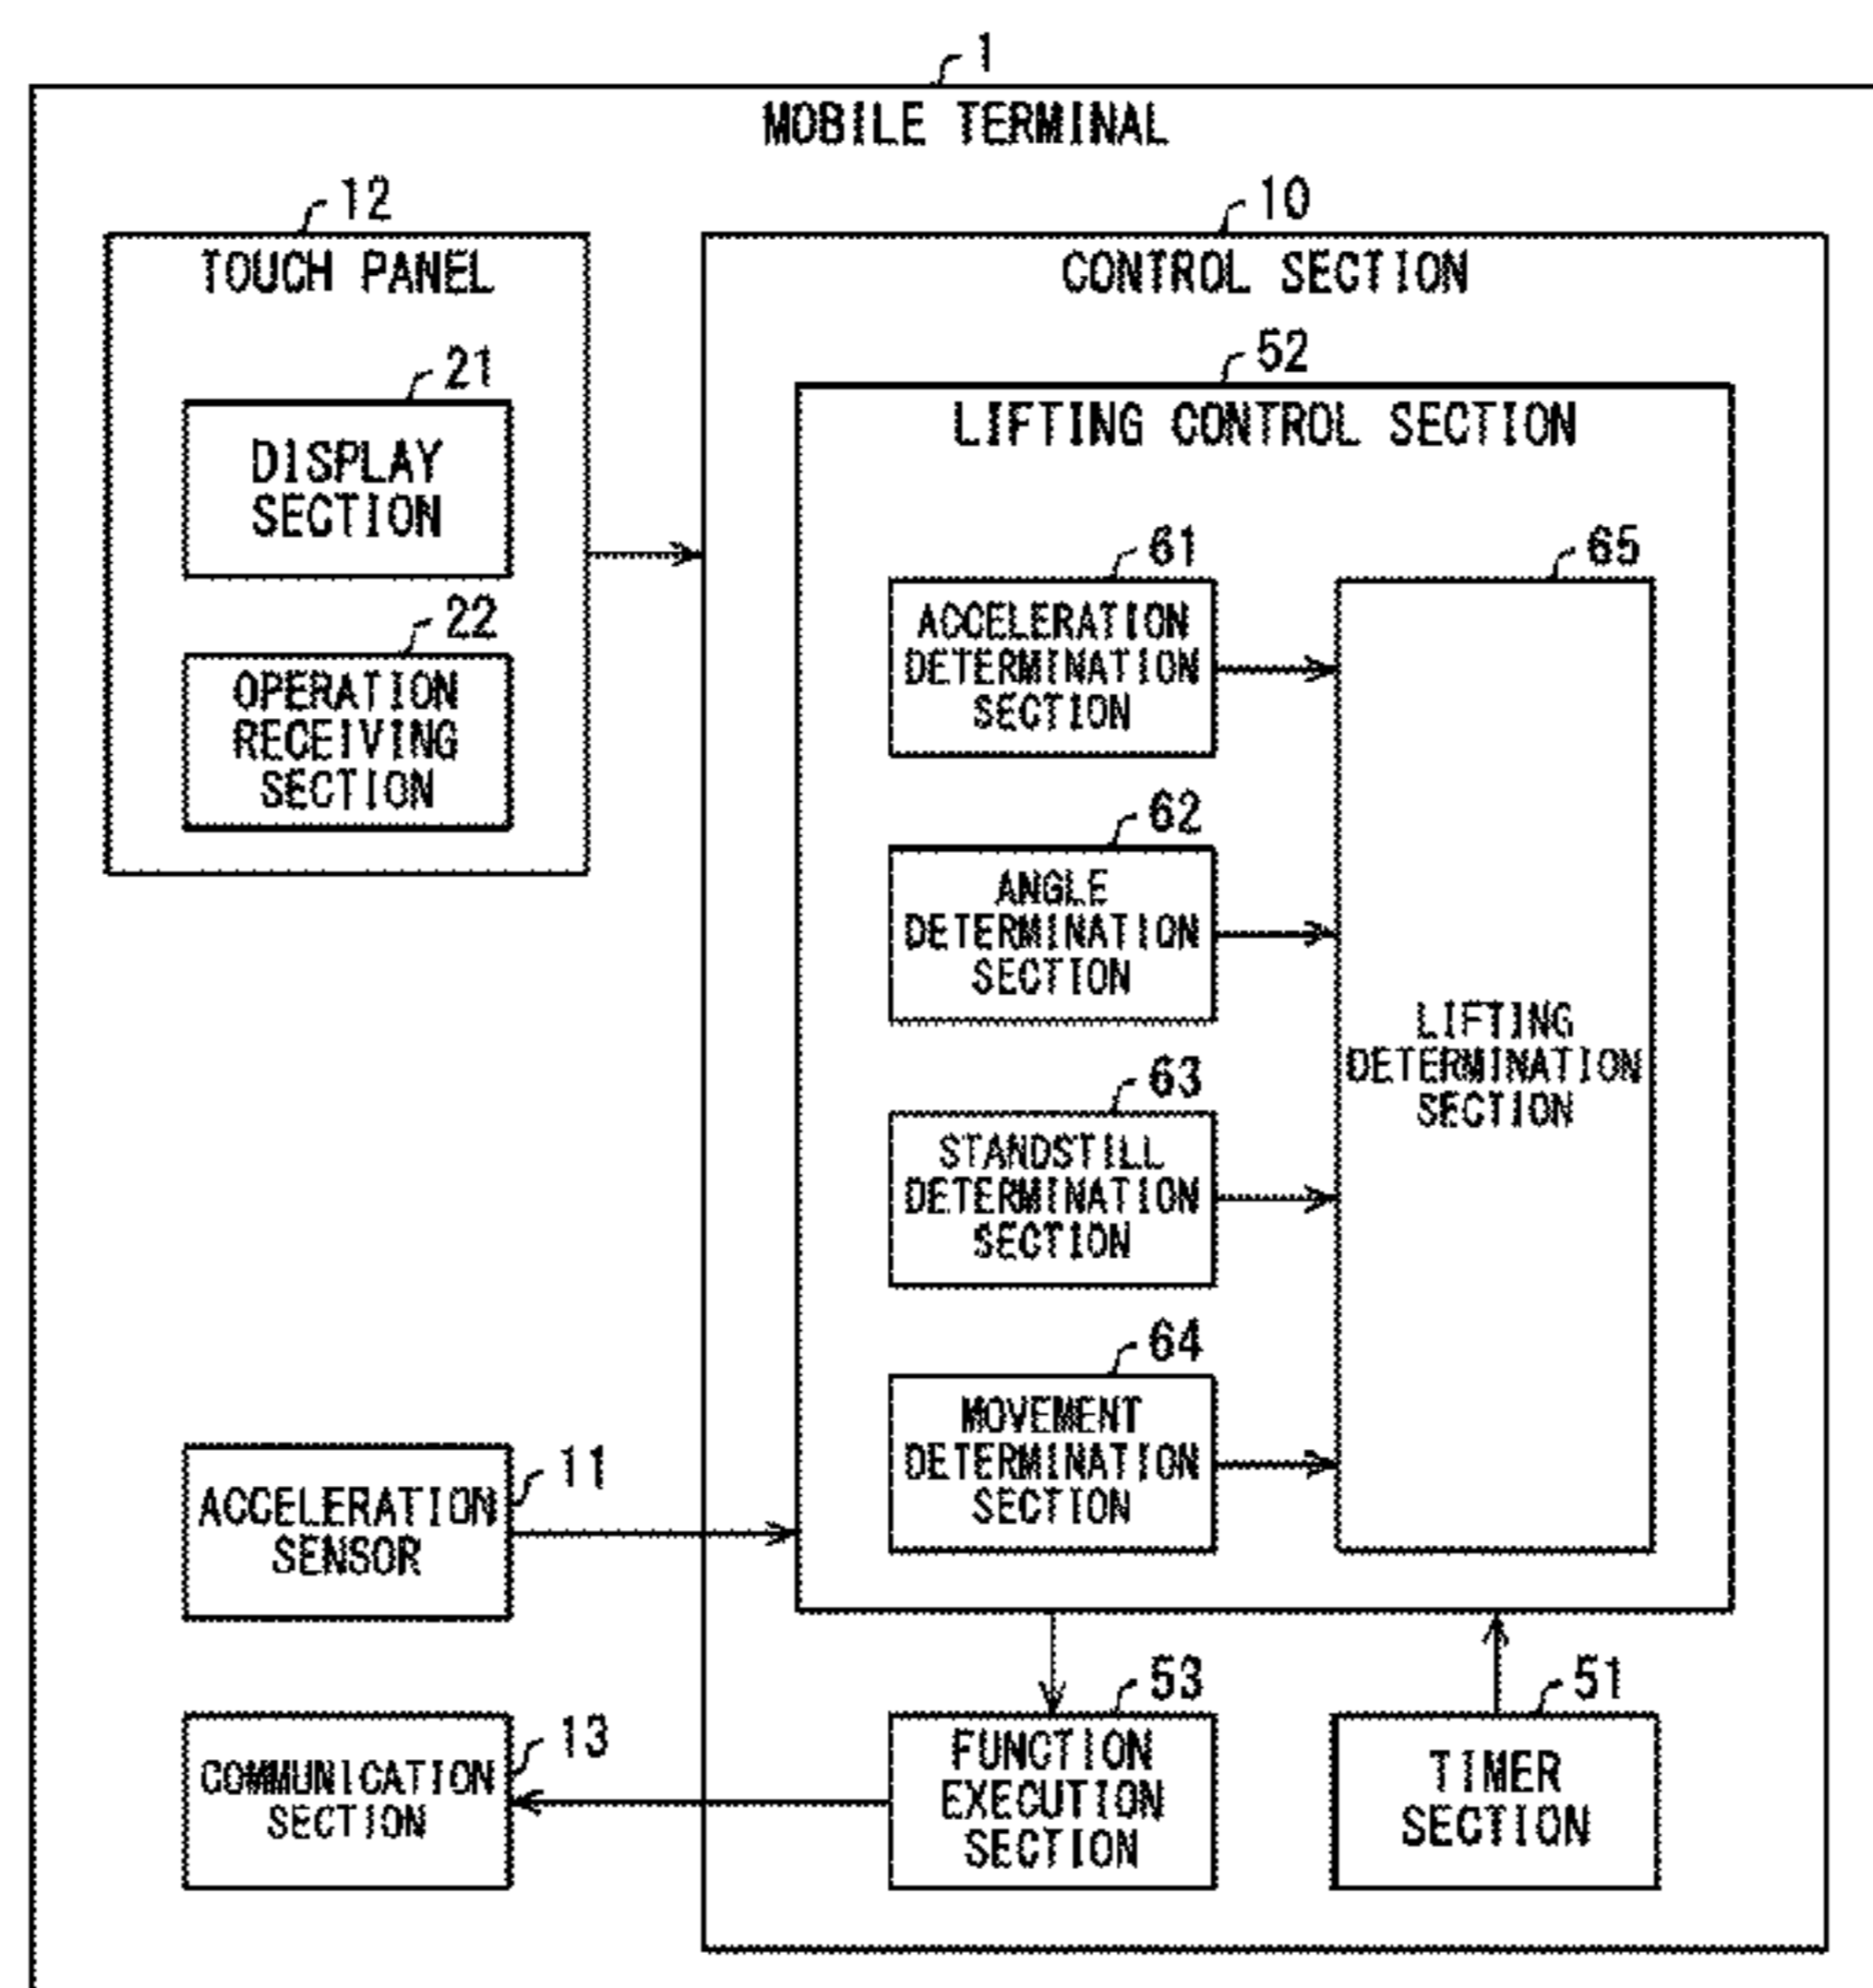 1
MOBILE TERMINAL
12
TOUCH PANEL
21
DISPLAY
SECTION
22
OPERATION
RECEIVING
SECTION
10
CONTROL SECTION
52
LIFTING CONTROL SECTION
61
ACCELERATION
DETERMINATION
SECTION
62
ANGLE
DETERMINATION
SECTION
63
STANDSTILL
DETERMINATION
SECTION
64
MOVEMENT
DETERMINATION
SECTION
65
LIFTING
DETERMINATION
SECTION
11
ACCELERATION
SENSOR
13
COMMUNICATION
SECTION
53
FUNCTION
EXECUTION
SECTION
51
TIMER
SECTION